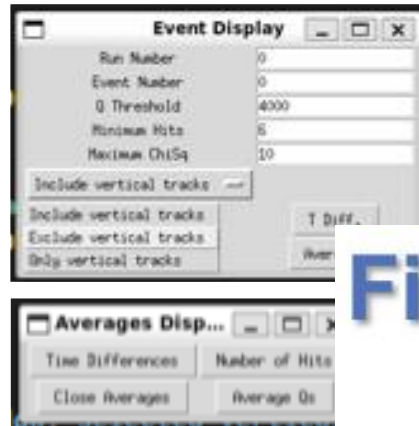 Event Display
Run Number 0
Event Number 0
Q Threshold 4000
Minimum Hits 6
Maximum ChiSq 10
Include vertical tracks
Include vertical tracks
Exclude vertical tracks
Only vertical tracks
T Diff.
Aver
Fi
Averages Disp...
Time Differences Number of Hits
Close Averages Average Qs